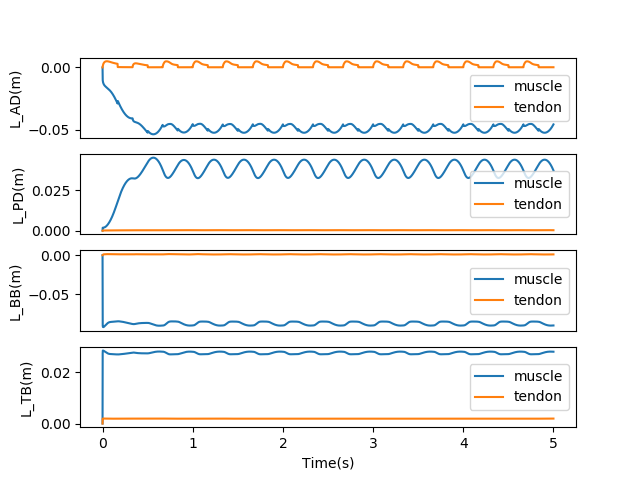 L_AD(m)
0.00
−0.05
muscle
tendon
L_PD(m)
0.025
0.000
muscle
tendon
L_BB(m)
0.00
−0.05
muscle
tendon
L_TB(m)
0.02
0.00
muscle
tendon
0 1 2 3 4 5
Time(s)